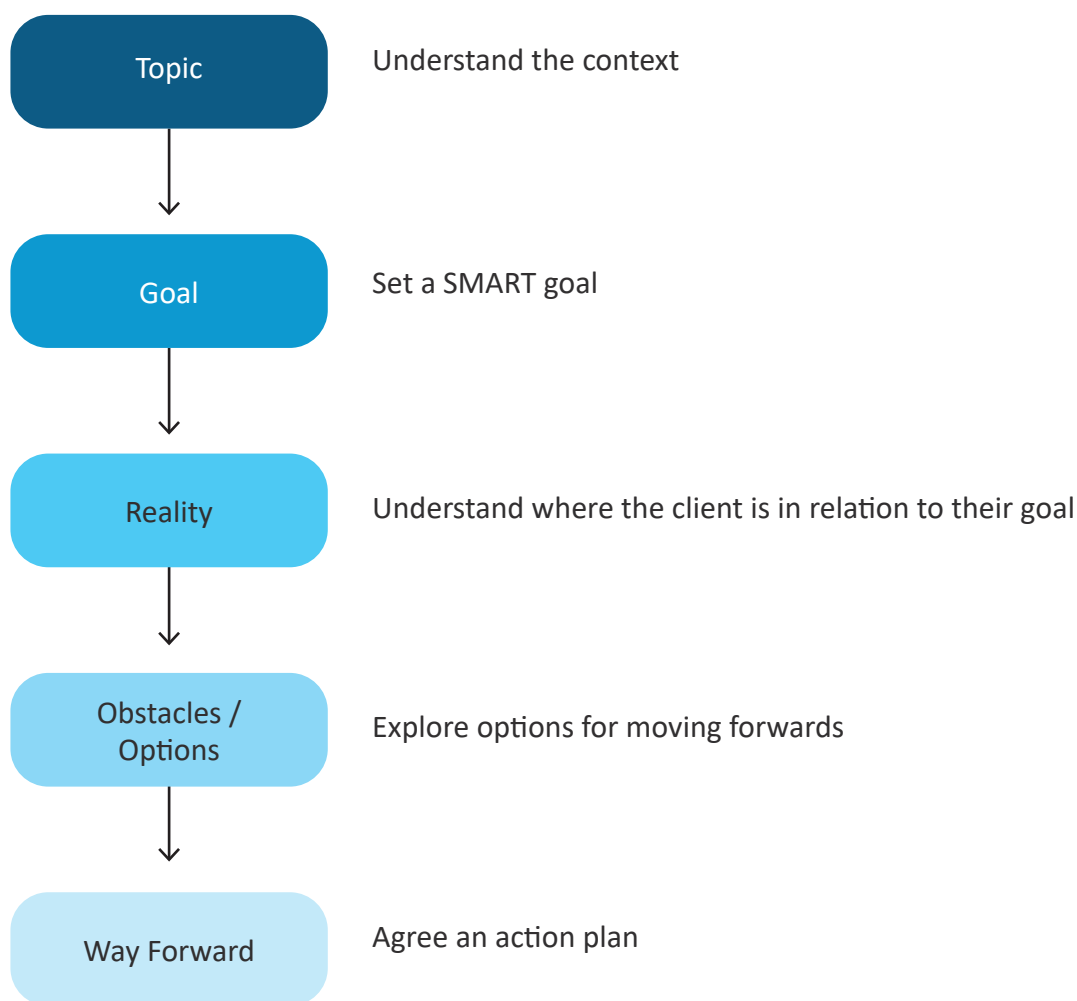 Topic
Understand the context
Goal
Set a SMART goal
Reality
Understand where the client is in relation to their goal
Obstacles /
Options
Explore options for moving forwards
Way Forward
Agree an action plan